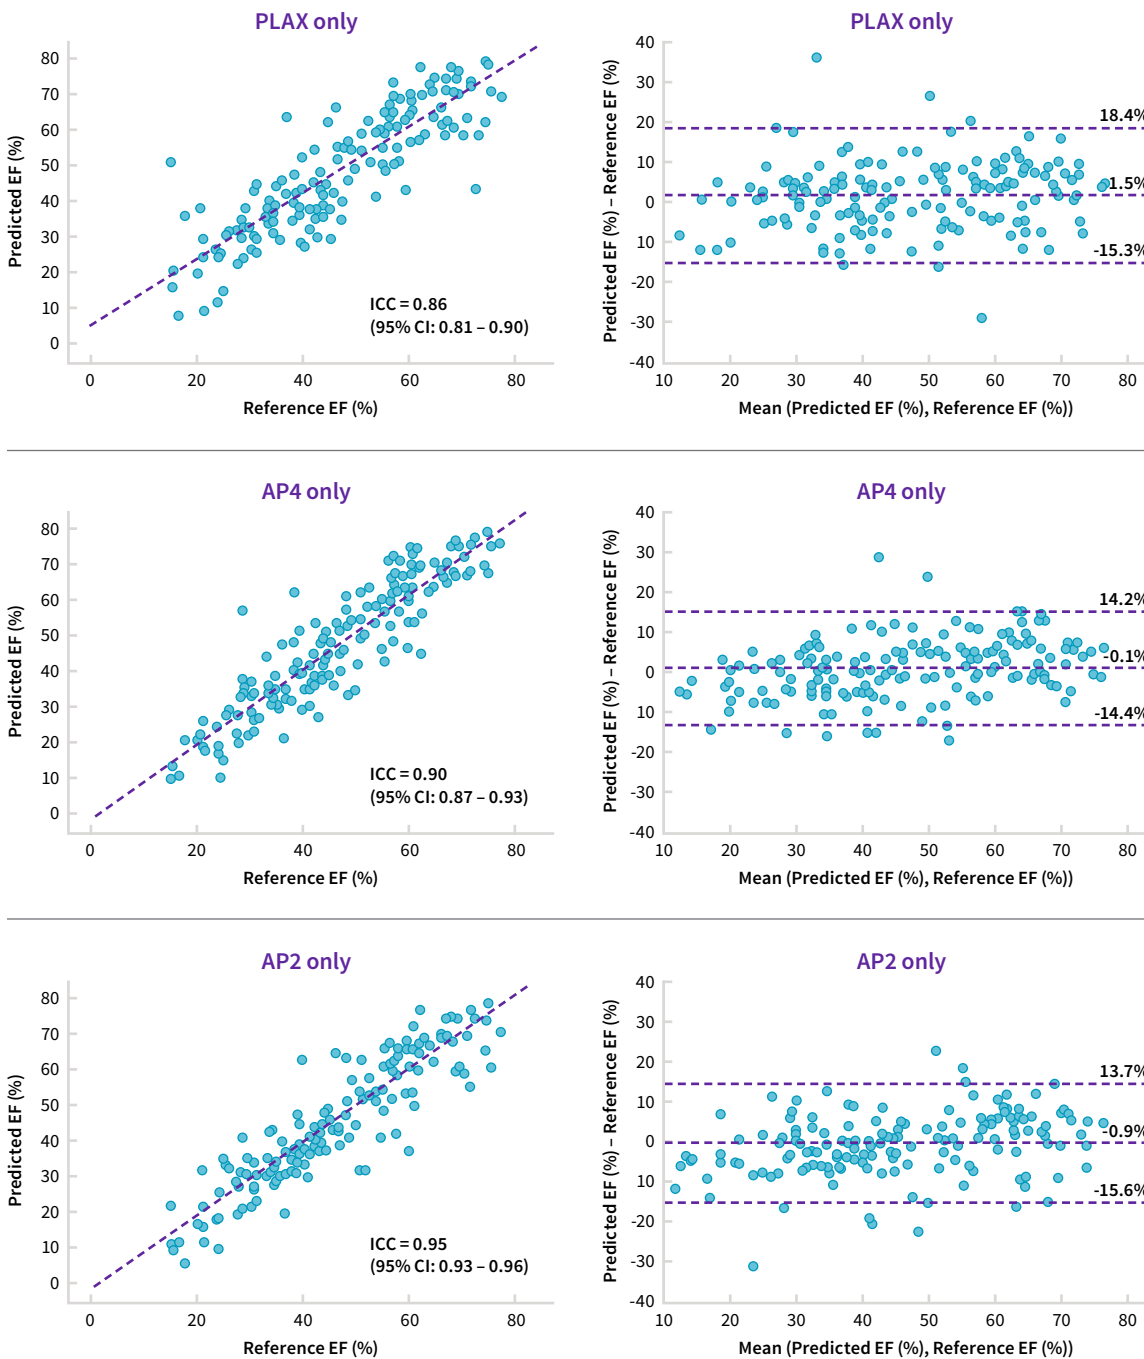 PLAX only
Predicted EF (%)
80
70
60
50
40
30
20
10
0
ICC = 0.86
(95% CI: 0.81 – 0.90)
0 20 40 60 80
Reference EF (%)
PLAX only
Predicted EF (%) – Reference EF (%)
40
30
20
10
0
10
-20
-30
-40
18.4%
1.5%
-15.3%
10 20 30 40 50 60 70 80
Mean (Predicted EF (%), Reference EF (%))
AP4 only
Predicted EF (%)
80
70
60
50
40
30
20
10
0
ICC = 0.90
(95% CI: 0.87 – 0.93)
0 20 40 60 80
Reference EF (%)
AP4 only
Predicted EF (%) – Reference EF (%)
40
30
20
10
0
-10
-20
-30
-40
14.2%
-0.1%
-14.4%
10 20 30 40 50 60 70 80
Mean (Predicted EF (%), Reference EF (%))
AP2 only
Predicted EF (%)
80
70
60
50
40
30
20
10
0
ICC = 0.95
(95% CI: 0.93 – 0.96)
0 20 40 60 80
Reference EF (%)
AP2 only
Predicted EF (%) – Reference EF (%)
40
30
20
10
0
-10
-20
-30
-40
13.7%
-0.9%
-15.6%
10 20 30 40 50 60 70 80
Mean (Predicted EF (%), Reference EF (%))